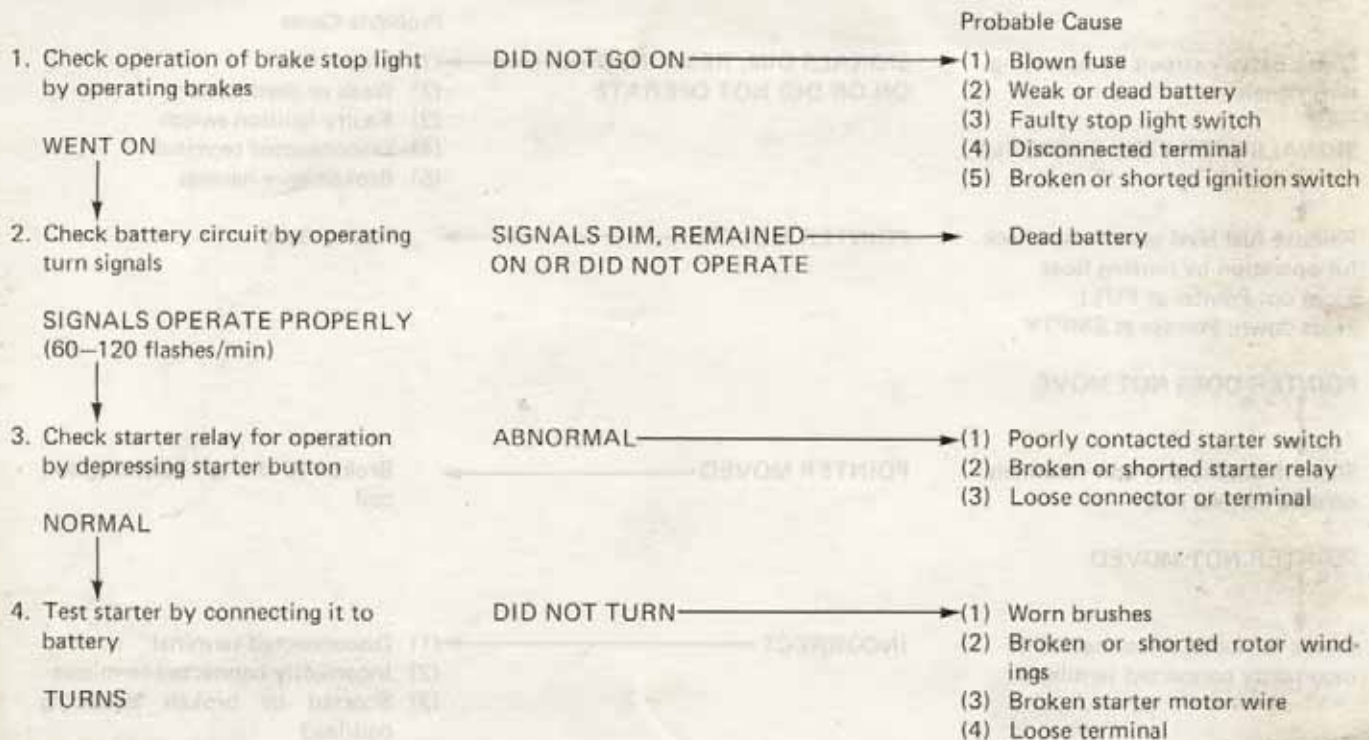 Probable Cause
1. Check operation of brake stop light
by operating brakes
DID NOT GO ON
(1) Blown fuse
(2) Weak or dead battery
(3) Faulty stop light switch
(4) Disconnected terminal
(5) Broken or shorted ignition switch
WENT ON
2. Check battery circuit by operating
turn signals
SIGNALS DIM, REMAINED
ON OR DID NOT OPERATE
Dead battery
SIGNALS OPERATE PROPERLY
(60–120 flashes/min)
3. Check starter relay for operation
by depressing starter button
ABNORMAL
(1) Poorly contacted starter switch
(2) Broken or shorted starter relay
(3) Loose connector or terminal
NORMAL
4. Test starter by connecting it to
battery
DID NOT TURN
(1) Worn brushes
(2) Broken or shorted rotor wind-
ings
(3) Broken starter motor wire
(4) Loose terminal
TURNS